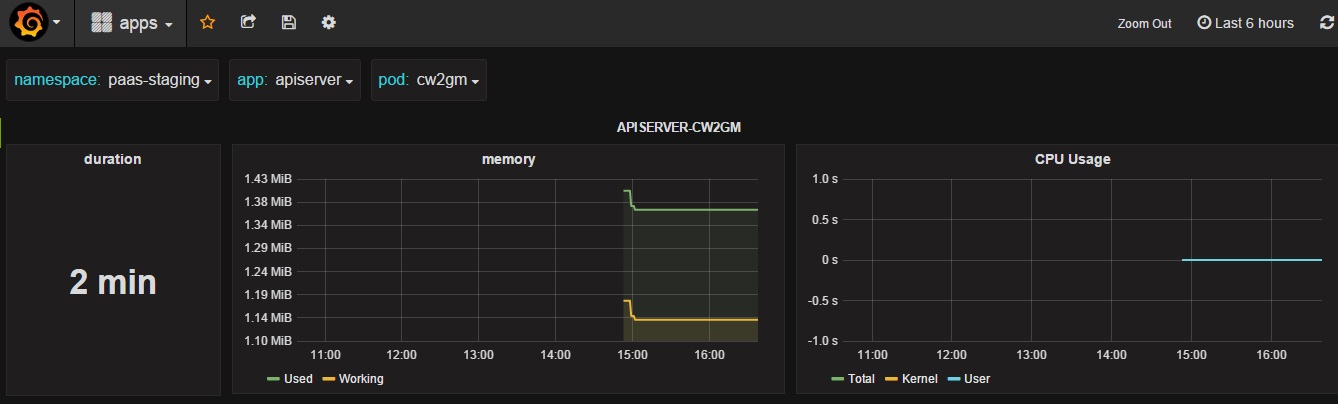 apps
Zoom Out
Last 6 hours
namespace: paas-staging
app: apiserver
pod: cw2gm
APISERVER-CW2GM
duration
2 min
memory
1.43 MiB
1.38 MiB
1.34 MiB
1.29 MiB
1.24 MiB
1.19 MiB
1.14 MiB
1.10 MiB
11:00 12:00 13:00 14:00 15:00 16:00
Used Working
CPU Usage
1.0 s
0.5 s
0 s
-0.5 s
-1.0 s
11:00 12:00 13:00 14:00 15:00 16:00
Total Kernel User